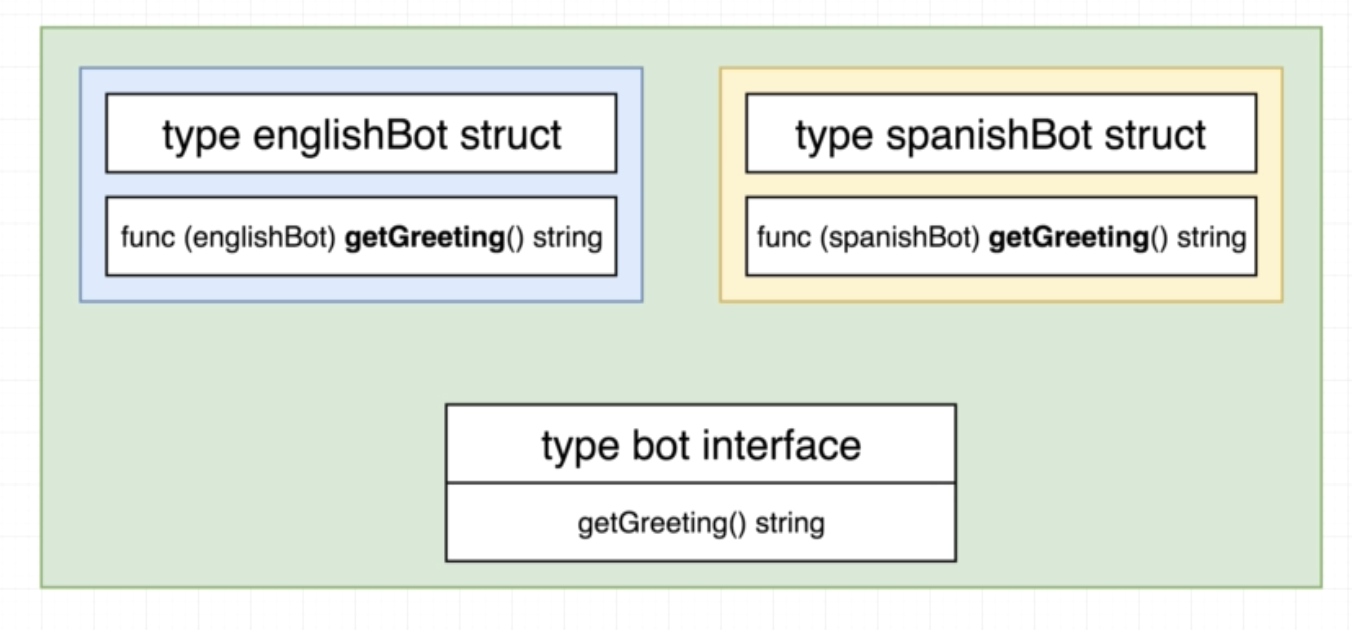 type englishBot struct
func (englishBot) getGreeting() string
type spanishBot struct
func (spanishBot) getGreeting() string
type bot interface
getGreeting() string